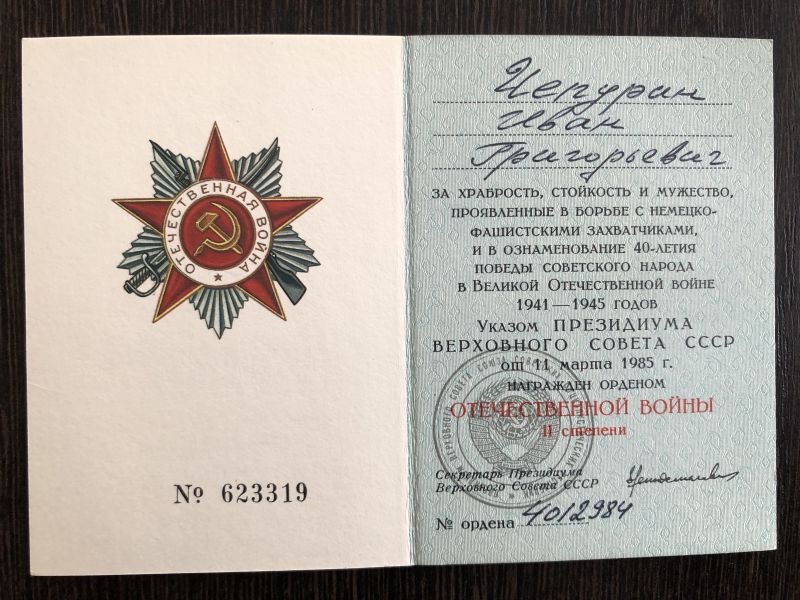 ОТЕЧЕСТВЕННАЯ ВОЙНА
№ 623319
Цепурин
Иван
Григорьевич
ЗА ХРАБРОСТЬ, СТОЙКОСТЬ И МУЖЕСТВО,
ПРОЯВЛЕННЫЕ В БОРЬБЕ С НЕМЕЦКО-
ФАШИСТСКИМИ ЗАХВАТЧИКАМИ,
И В ОЗНАМЕНОВАНИЕ 40-ЛЕТИЯ
ПОБЕДЫ СОВЕТСКОГО НАРОДА
В ВЕЛИКОЙ ОТЕЧЕСТВЕННОЙ ВОЙНЕ
1941—1945 ГОДОВ
УКАЗОМ ПРЕЗИДИУМА
ВЕРХОВНОГО СОВЕТА СССР
от 11 марта 1985 г.
НАГРАЖДЕН ОРДЕНОМ
ОТЕЧЕСТВЕННОЙ ВОЙНЫ
II степени
Секретарь Президиума
Верховного Совета СССР
№ ордена 4012984